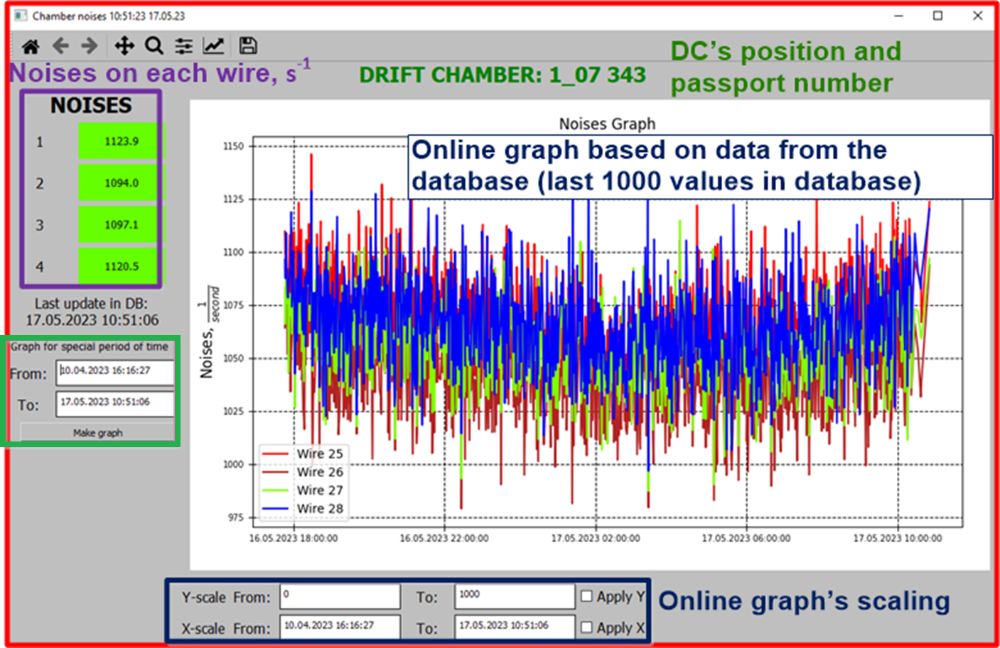 Chamber noises 10:51:23 17.05.23
Noises on each wire, s⁻¹
DRIFT CHAMBER: 1_07 343
DC's position and
passport number
NOISES
1 1123.9
2 1094.0
3 1097.1
4 1120.5
Last update in DB:
17.05.2023 10:51:06
Graph for special period of time
From: 10.04.2023 16:16:27
To: 17.05.2023 10:51:06
Make graph
Noises Graph
Online graph based on data from the
database (last 1000 values in database)
1150
1125
1100
1075
1050
1025
1000
975
Noises, 1/second
Wire 25
Wire 26
Wire 27
Wire 28
16.05.2023 18:00:00 16.05.2023 22:00:00 17.05.2023 02:00:00 17.05.2023 06:00:00 17.05.2023 10:00:00
Y-scale From: 0 To: 1000 Apply Y
X-scale From: 10.04.2023 16:16:27 To: 17.05.2023 10:51:06 Apply X
Online graph's scaling